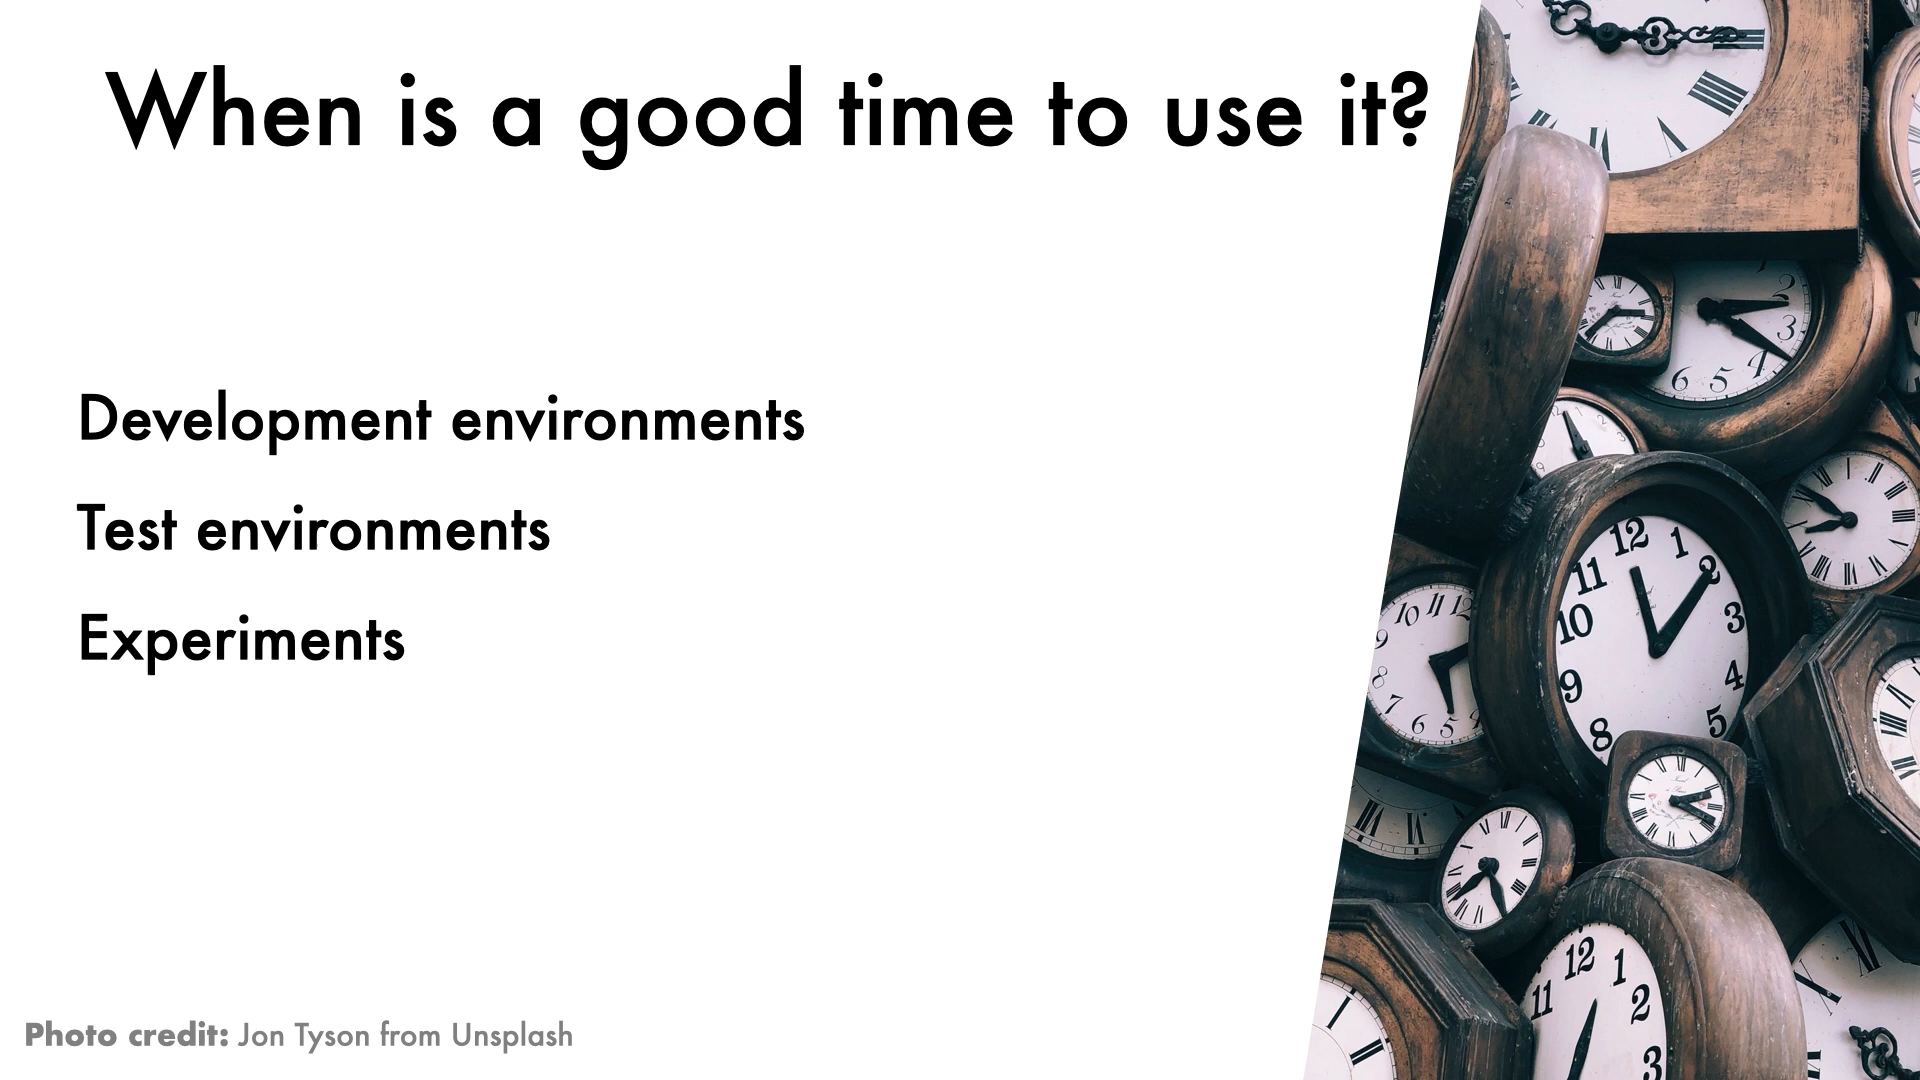 When is a good time to use it?
Development environments
Test environments
Experiments
Photo credit: Jon Tyson from Unsplash